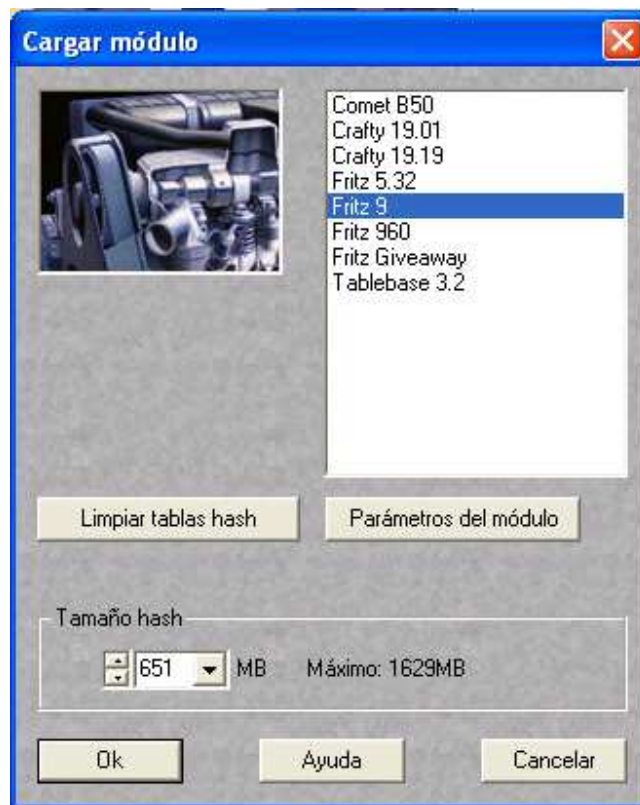 Cargar módulo
Comet B50
Crafty 19.01
Crafty 19.19
Fritz 5.32
Fritz 9
Fritz 960
Fritz Giveaway
Tablebase 3.2
Limpiar tablas hash
Parámetros del módulo
Tamaño hash
651 MB Máximo: 1629MB
Ok Ayuda Cancelar